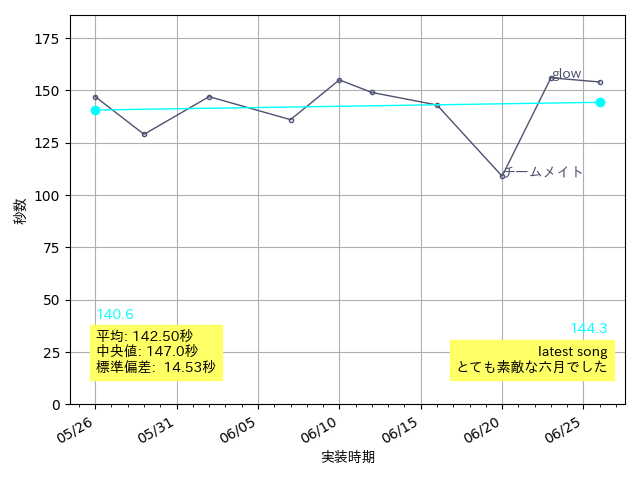 175
150
125
100
75
50
25
0
秒数
glow
チームメイト
140.6
144.3
平均: 142.50秒
中央値: 147.0秒
標準偏差: 14.53秒
latest song
とても素敵な六月でした
05/26
05/31
06/05
06/10
06/15
06/20
06/25
実装時期